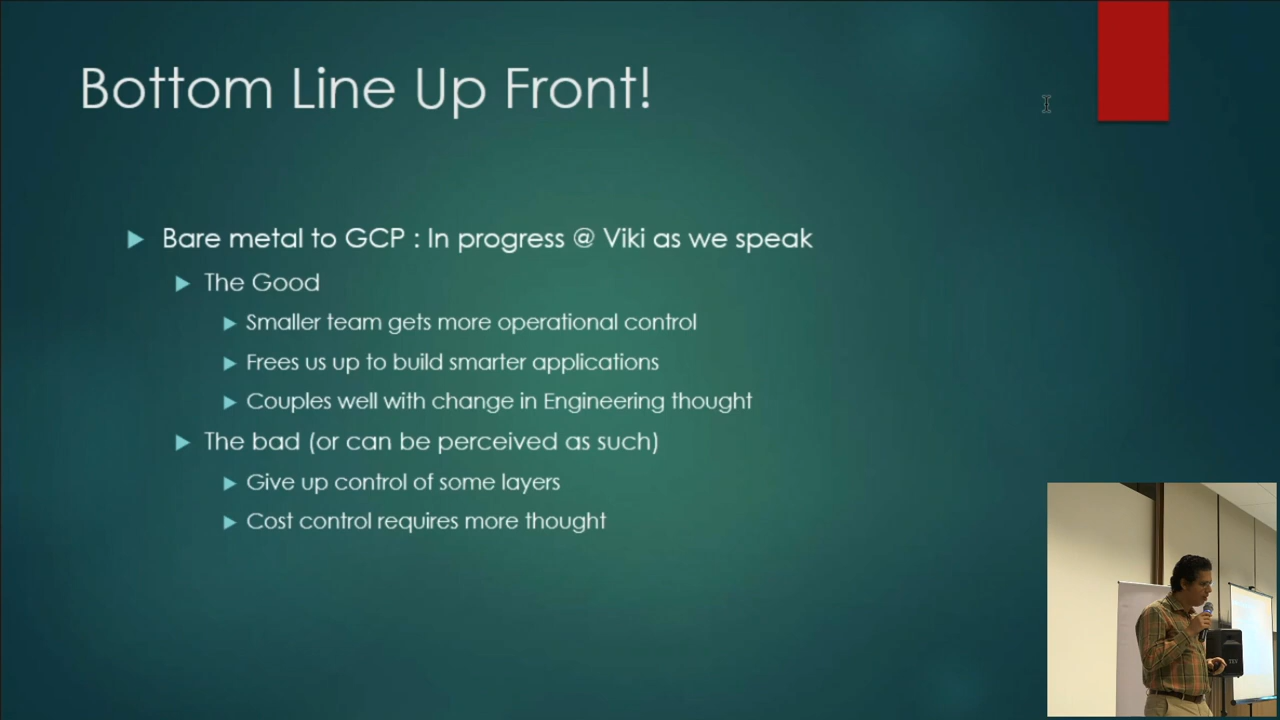 Bottom Line Up Front!
Bare metal to GCP : In progress @ Viki as we speak
The Good
Smaller team gets more operational control
Frees us up to build smarter applications
Couples well with change in Engineering thought
The bad (or can be perceived as such)
Give up control of some layers
Cost control requires more thought